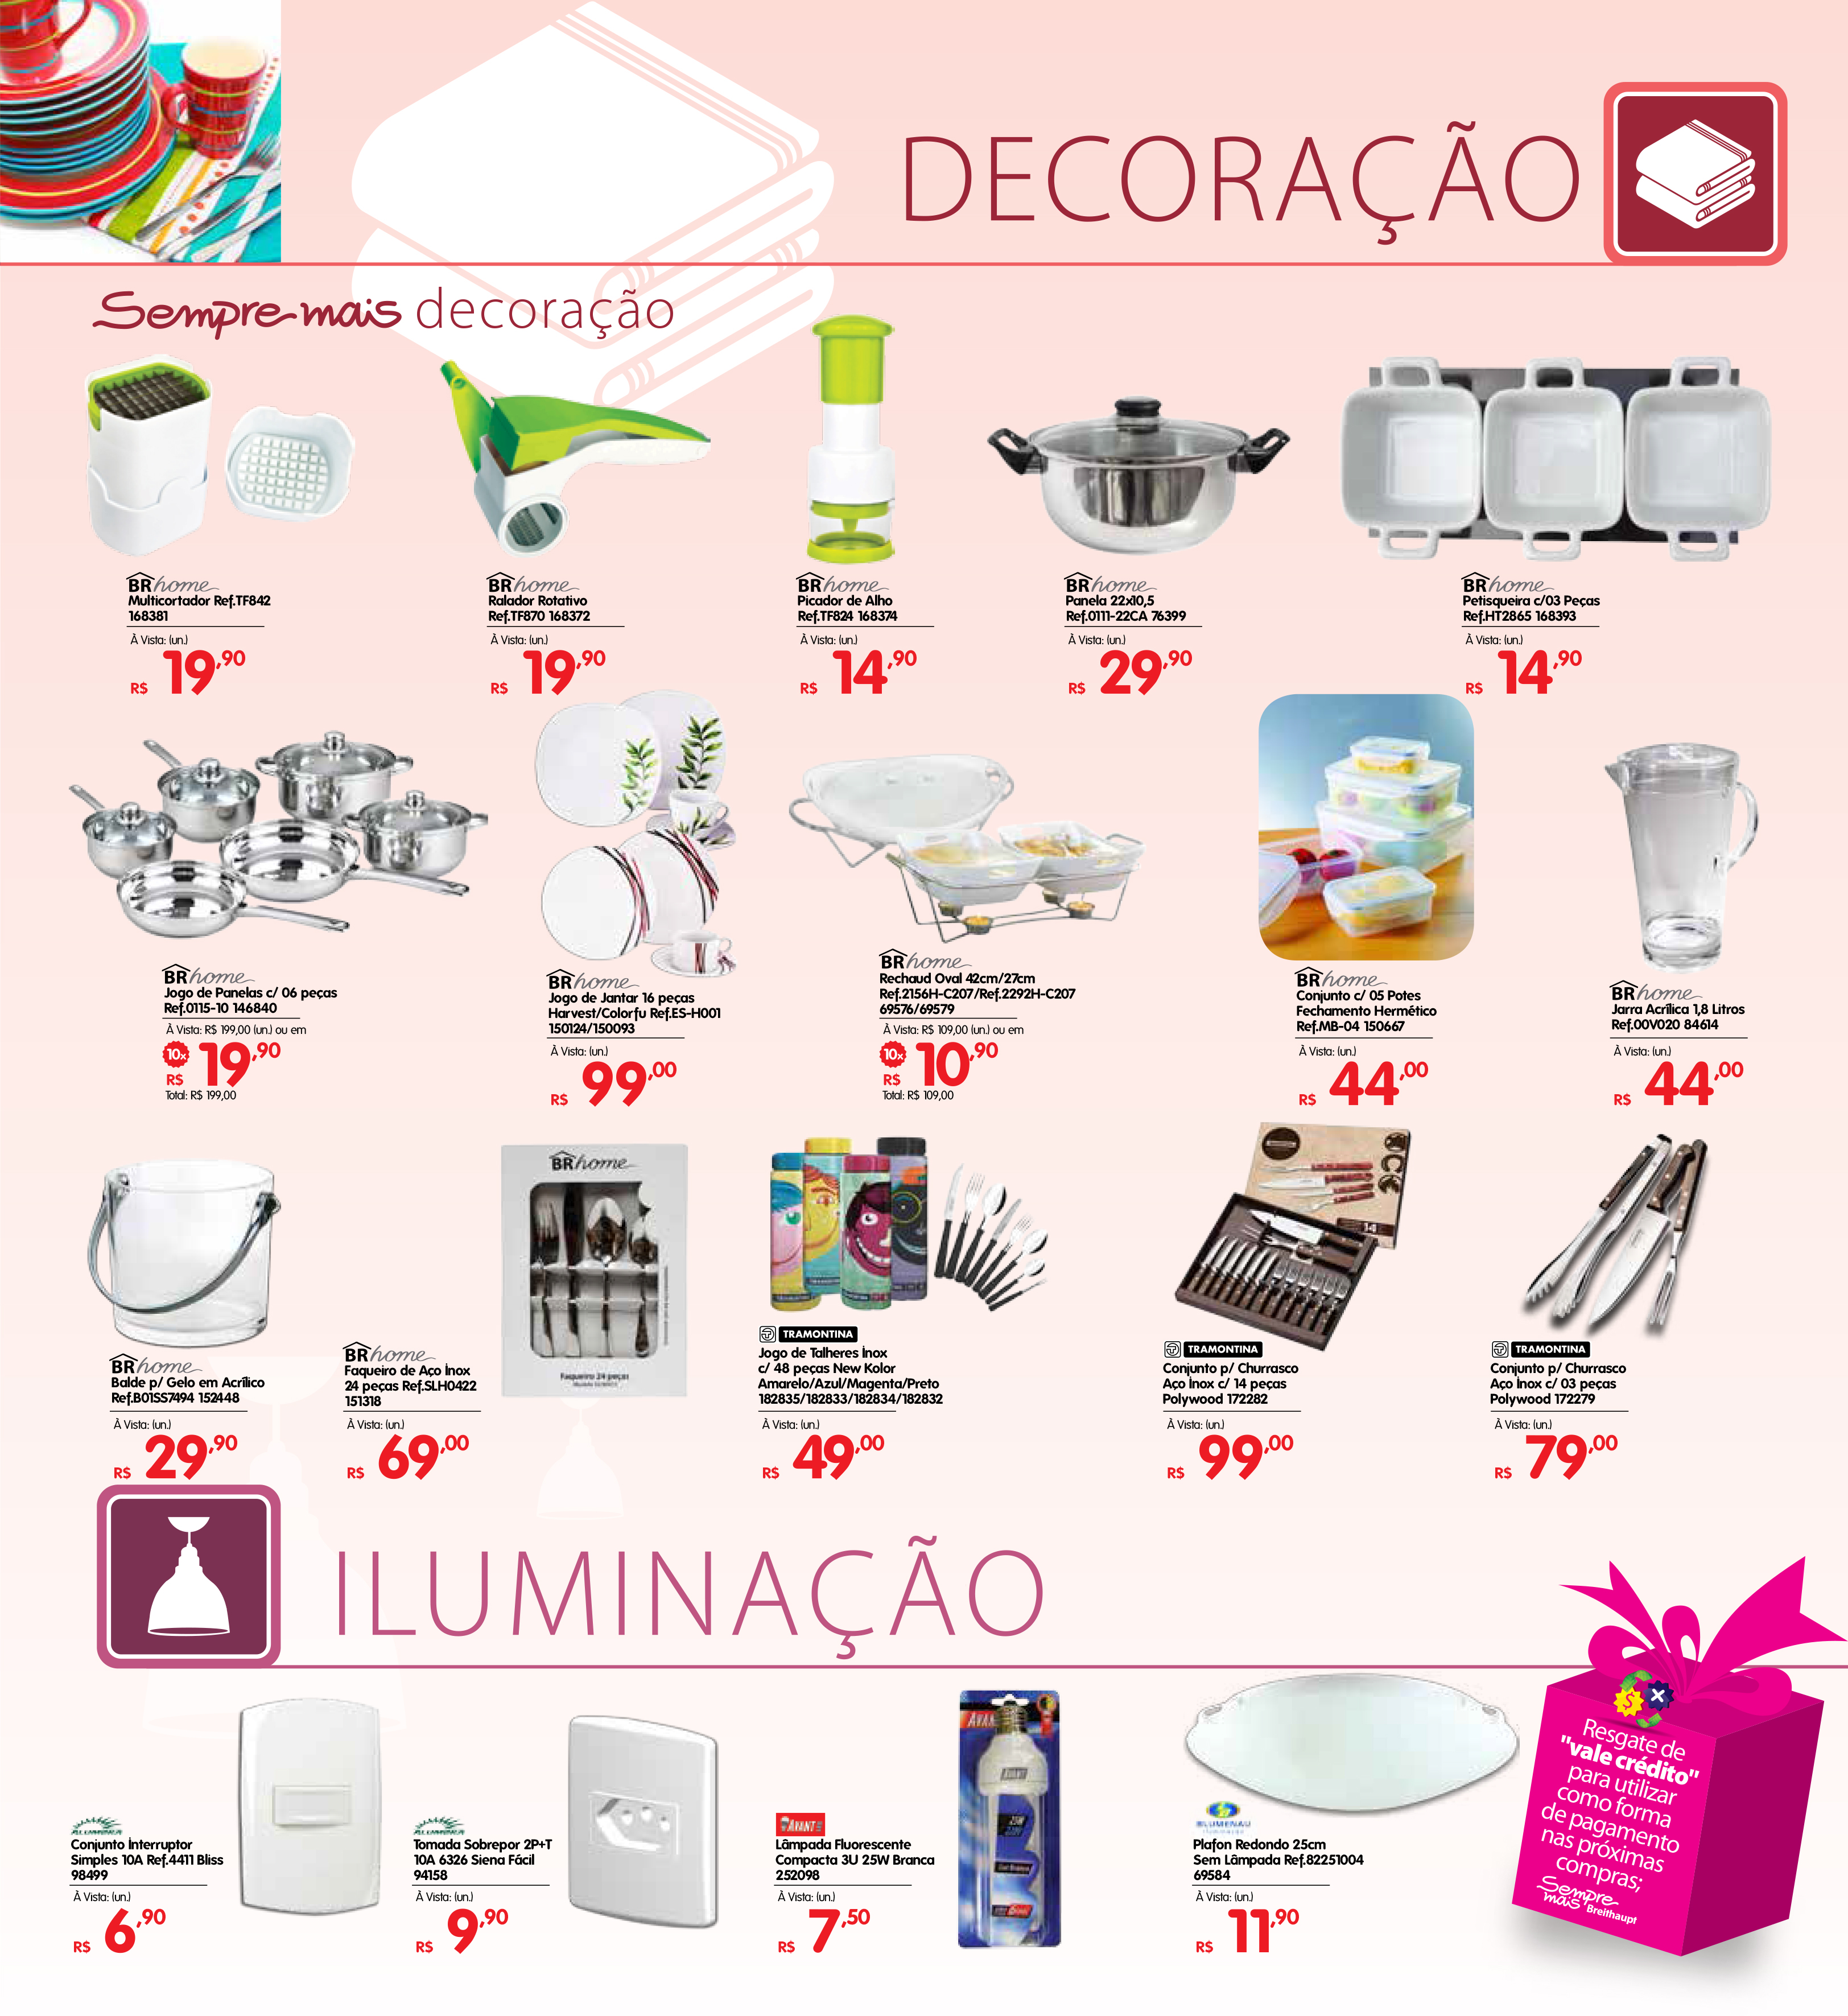 DECORAÇÃO
Sempre mais decoração
BRhome
Multicortador Ref.TF842
168381
À Vista: (un.)
R$ 19,90
BRhome
Ralador Rotativo
Ref.TF870 168372
À Vista: (un.)
R$ 19,90
BRhome
Picador de Alho
Ref.TF824 168374
À Vista: (un.)
R$ 14,90
BRhome
Panela 22x10,5
Ref.0111-22CA 76399
À Vista: (un.)
R$ 29,90
BRhome
Petisqueira c/03 Peças
Ref.HT2865 168393
À Vista: (un.)
R$ 14,90
BRhome
Jogo de Panelas c/ 06 peças
Ref.0115-10 146840
À Vista: R$ 199,00 (un.) ou em
10x
R$ 19,90
Total: R$ 199,00
BRhome
Jogo de Jantar 16 peças
Harvest/Colorfu Ref.ES-H001
150124/150093
À Vista: (un.)
R$ 99,00
BRhome
Rechaud Oval 42cm/27cm
Ref.2156H-C207/Ref.2292H-C207
69576/69579
À Vista: R$ 109,00 (un.) ou em
10x
R$ 10,90
Total: R$ 109,00
BRhome
Conjunto c/ 05 Potes
Fechamento Hermético
Ref.MB-04 150667
À Vista: (un.)
R$ 44,00
BRhome
Jarra Acrílica 1,8 Litros
Ref.00V020 84614
À Vista: (un.)
R$ 44,00
BRhome
Balde p/ Gelo em Acrílico
Ref.B01SS7494 152448
À Vista: (un.)
R$ 29,90
BRhome
Faqueiro de Aço Inox
24 peças Ref.SLH0422
151318
À Vista: (un.)
R$ 69,00
BRhome
Faqueiro 24 peças
TRAMONTINA
Jogo de Talheres Inox
c/ 48 peças New Kolor
Amarelo/Azul/Magenta/Preto
182835/182833/182834/182832
À Vista: (un.)
R$ 49,00
TRAMONTINA
Conjunto p/ Churrasco
Aço Inox c/ 14 peças
Polywood 172282
À Vista: (un.)
R$ 99,00
TRAMONTINA
Conjunto p/ Churrasco
Aço Inox c/ 03 peças
Polywood 172279
À Vista: (un.)
R$ 79,00
ILUMINAÇÃO
ALUMBRA
Conjunto Interruptor
Simples 10A Ref.4411 Bliss
98499
À Vista: (un.)
R$ 6,90
ALUMBRA
Tomada Sobrepor 2P+T
10A 6326 Siena Fácil
94158
À Vista: (un.)
R$ 9,90
AVANT
Lâmpada Fluorescente
Compacta 3U 25W Branca
252098
À Vista: (un.)
R$ 7,50
AVANT
25W
BLUMENAU
Plafon Redondo 25cm
Sem Lâmpada Ref.82251004
69584
À Vista: (un.)
R$ 11,90
Resgate de
"vale crédito"
para utilizar
como forma
de pagamento
nas próximas
compras;
Sempre
mais Breithaupt